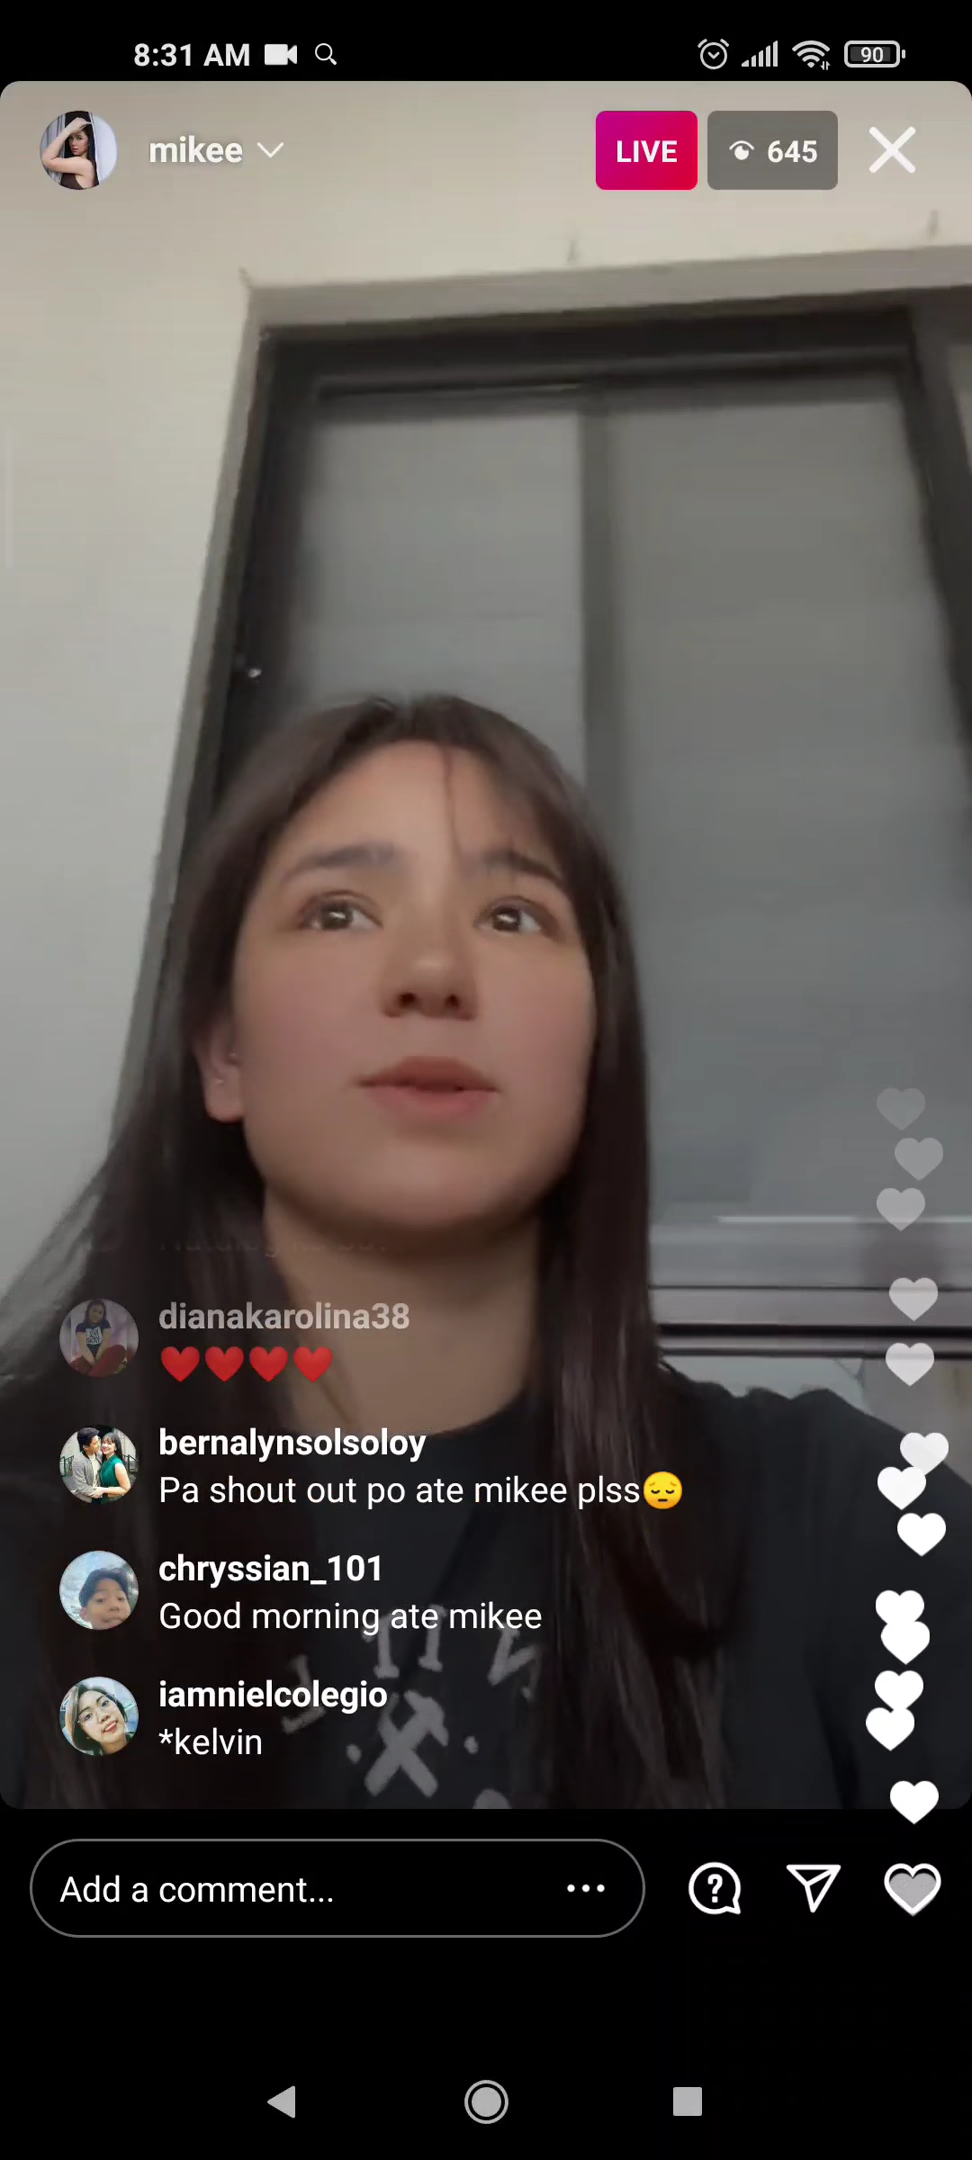 8:31 AM
90
mikee
LIVE
645
dianakarolina38
❤️❤️❤️❤️
bernalynsolsoloy
Pa shout out po ate mikee plss😔
chryssian_101
Good morning ate mikee
iamnielcolegio
*kelvin
Add a comment...